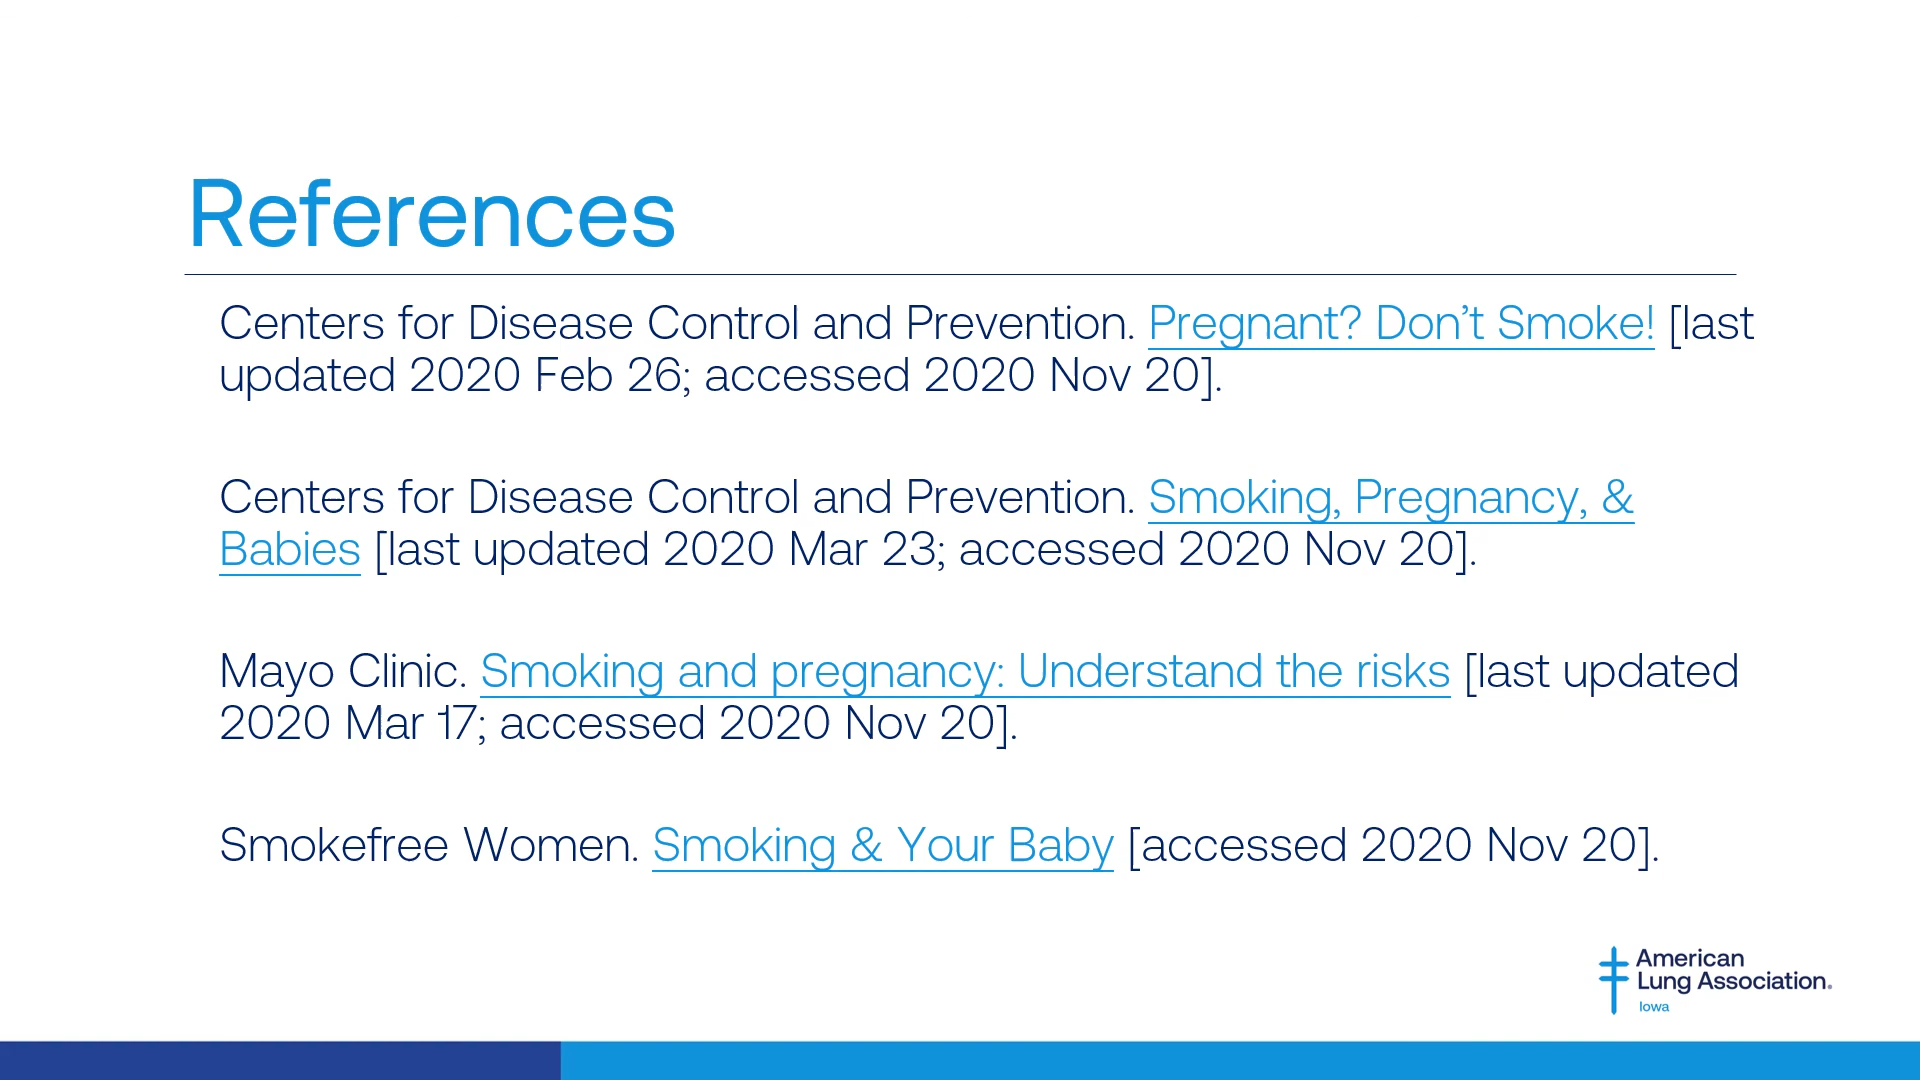 References
Centers for Disease Control and Prevention. Pregnant? Don’t Smoke! [last
updated 2020 Feb 26; accessed 2020 Nov 20].
Centers for Disease Control and Prevention. Smoking, Pregnancy, &
Babies [last updated 2020 Mar 23; accessed 2020 Nov 20].
Mayo Clinic. Smoking and pregnancy: Understand the risks [last updated
2020 Mar 17; accessed 2020 Nov 20].
Smokefree Women. Smoking & Your Baby [accessed 2020 Nov 20].
American
Lung Association.
Iowa